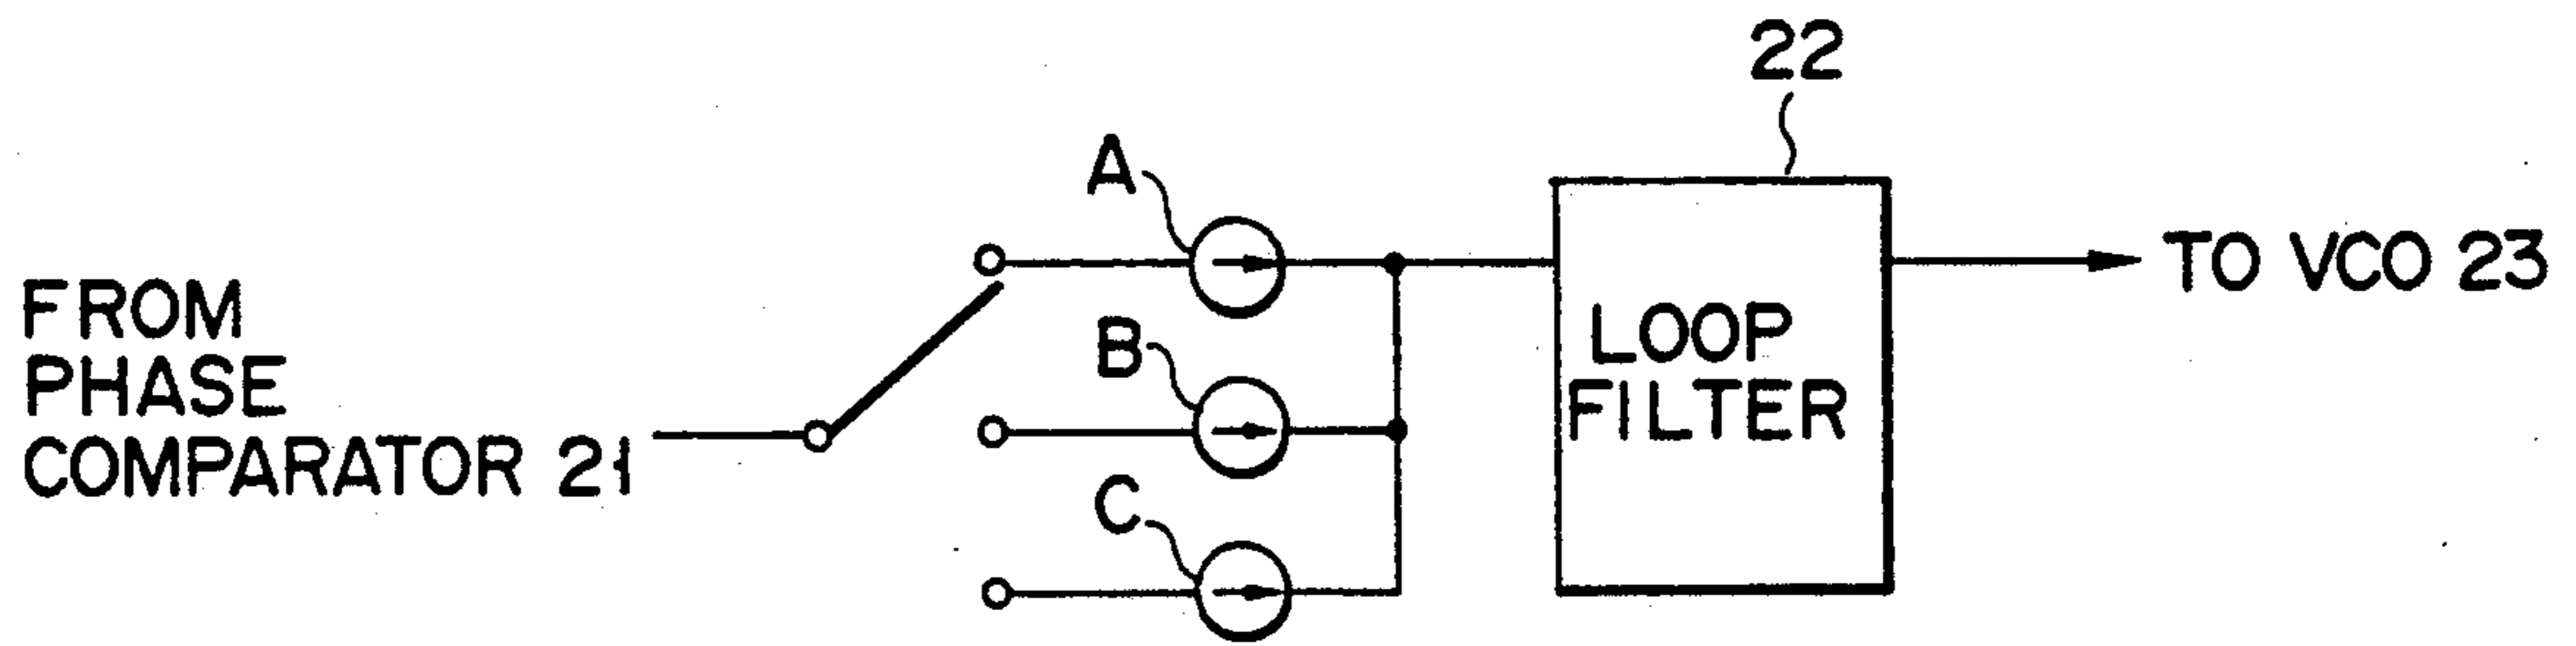 22
A
FROM
PHASE
COMPARATOR 21
B
C
LOOP
FILTER
TO VCO 23